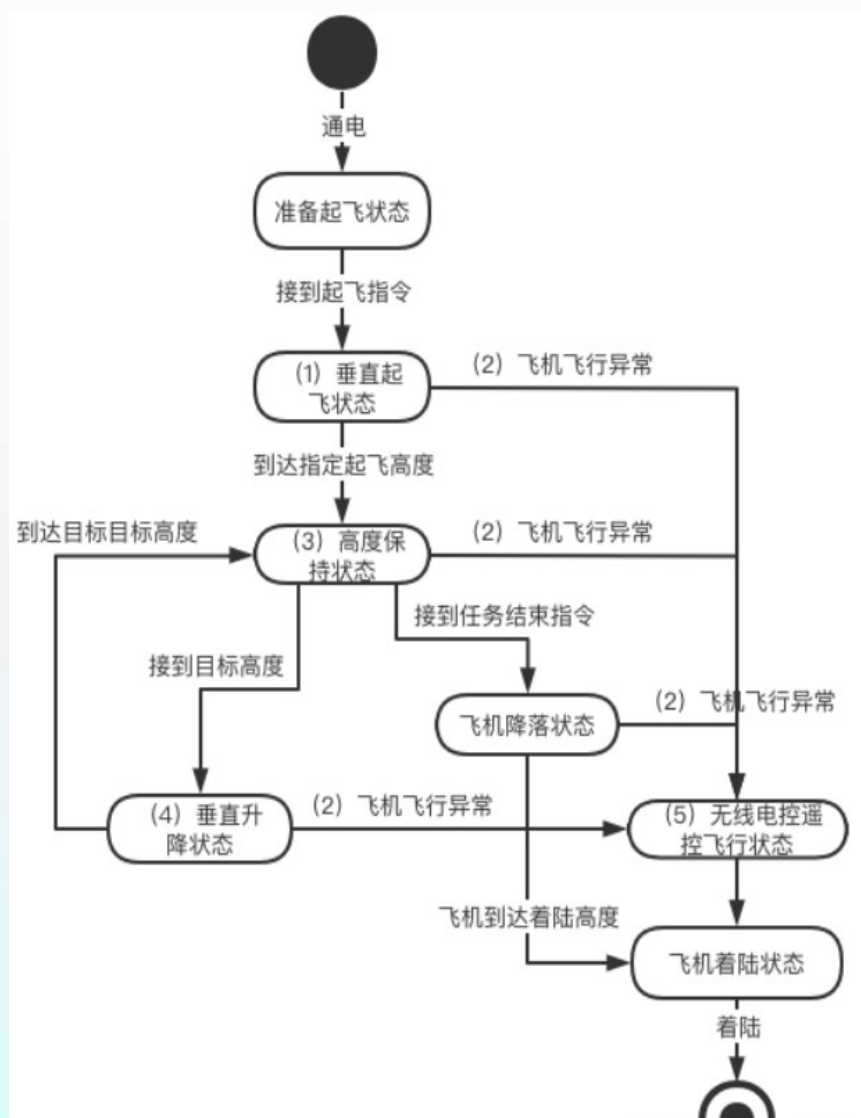 通电
准备起飞状态
接到起飞指令
(1) 垂直起
飞状态
(2) 飞机飞行异常
到达指定起飞高度
到达目标目标高度
(3) 高度保
持状态
(2) 飞机飞行异常
接到任务结束指令
接到目标高度
飞机降落状态
(2) 飞机飞行异常
(4) 垂直升
降状态
(2) 飞机飞行异常
(5) 无线电控遥
控飞行状态
飞机到达着陆高度
飞机着陆状态
着陆